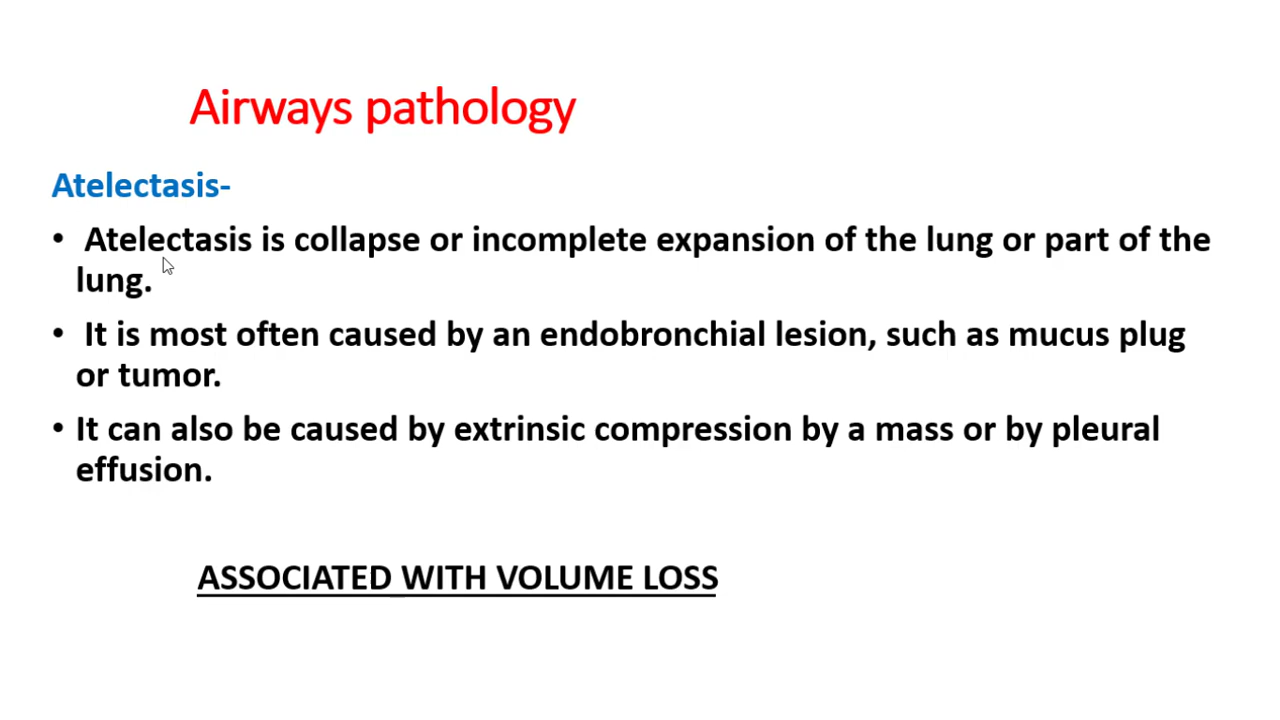 Airways pathology
Atelectasis-
• Atelectasis is collapse or incomplete expansion of the lung or part of the
lung.
• It is most often caused by an endobronchial lesion, such as mucus plug
or tumor.
• It can also be caused by extrinsic compression by a mass or by pleural
effusion.
ASSOCIATED WITH VOLUME LOSS